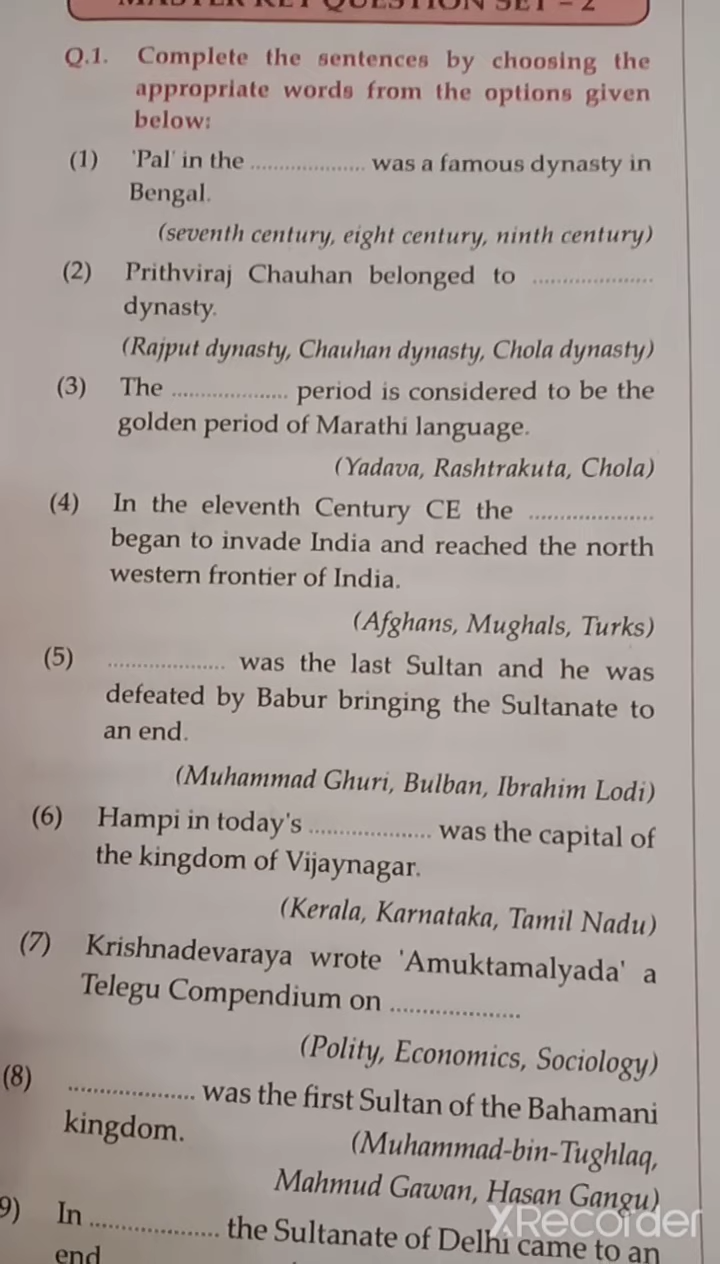 MASTER KEY QUESTION SET - 2
Q.1. Complete the sentences by choosing the
appropriate words from the options given
below:
(1) 'Pal' in the .................... was a famous dynasty in
Bengal.
(seventh century, eight century, ninth century)
(2) Prithviraj Chauhan belonged to ....................
dynasty.
(Rajput dynasty, Chauhan dynasty, Chola dynasty)
(3) The .................... period is considered to be the
golden period of Marathi language.
(Yadava, Rashtrakuta, Chola)
(4) In the eleventh Century CE the ....................
began to invade India and reached the north
western frontier of India.
(Afghans, Mughals, Turks)
(5) .................... was the last Sultan and he was
defeated by Babur bringing the Sultanate to
an end.
(Muhammad Ghuri, Bulban, Ibrahim Lodi)
(6) Hampi in today's .................... was the capital of
the kingdom of Vijaynagar.
(Kerala, Karnataka, Tamil Nadu)
(7) Krishnadevaraya wrote 'Amuktamalyada' a
Telegu Compendium on ....................
(Polity, Economics, Sociology)
(8) .................... was the first Sultan of the Bahamani
kingdom. (Muhammad-bin-Tughlaq,
Mahmud Gawan, Hasan Gangu)
9) In .................... the Sultanate of Delhi came to an
end
XRecorder